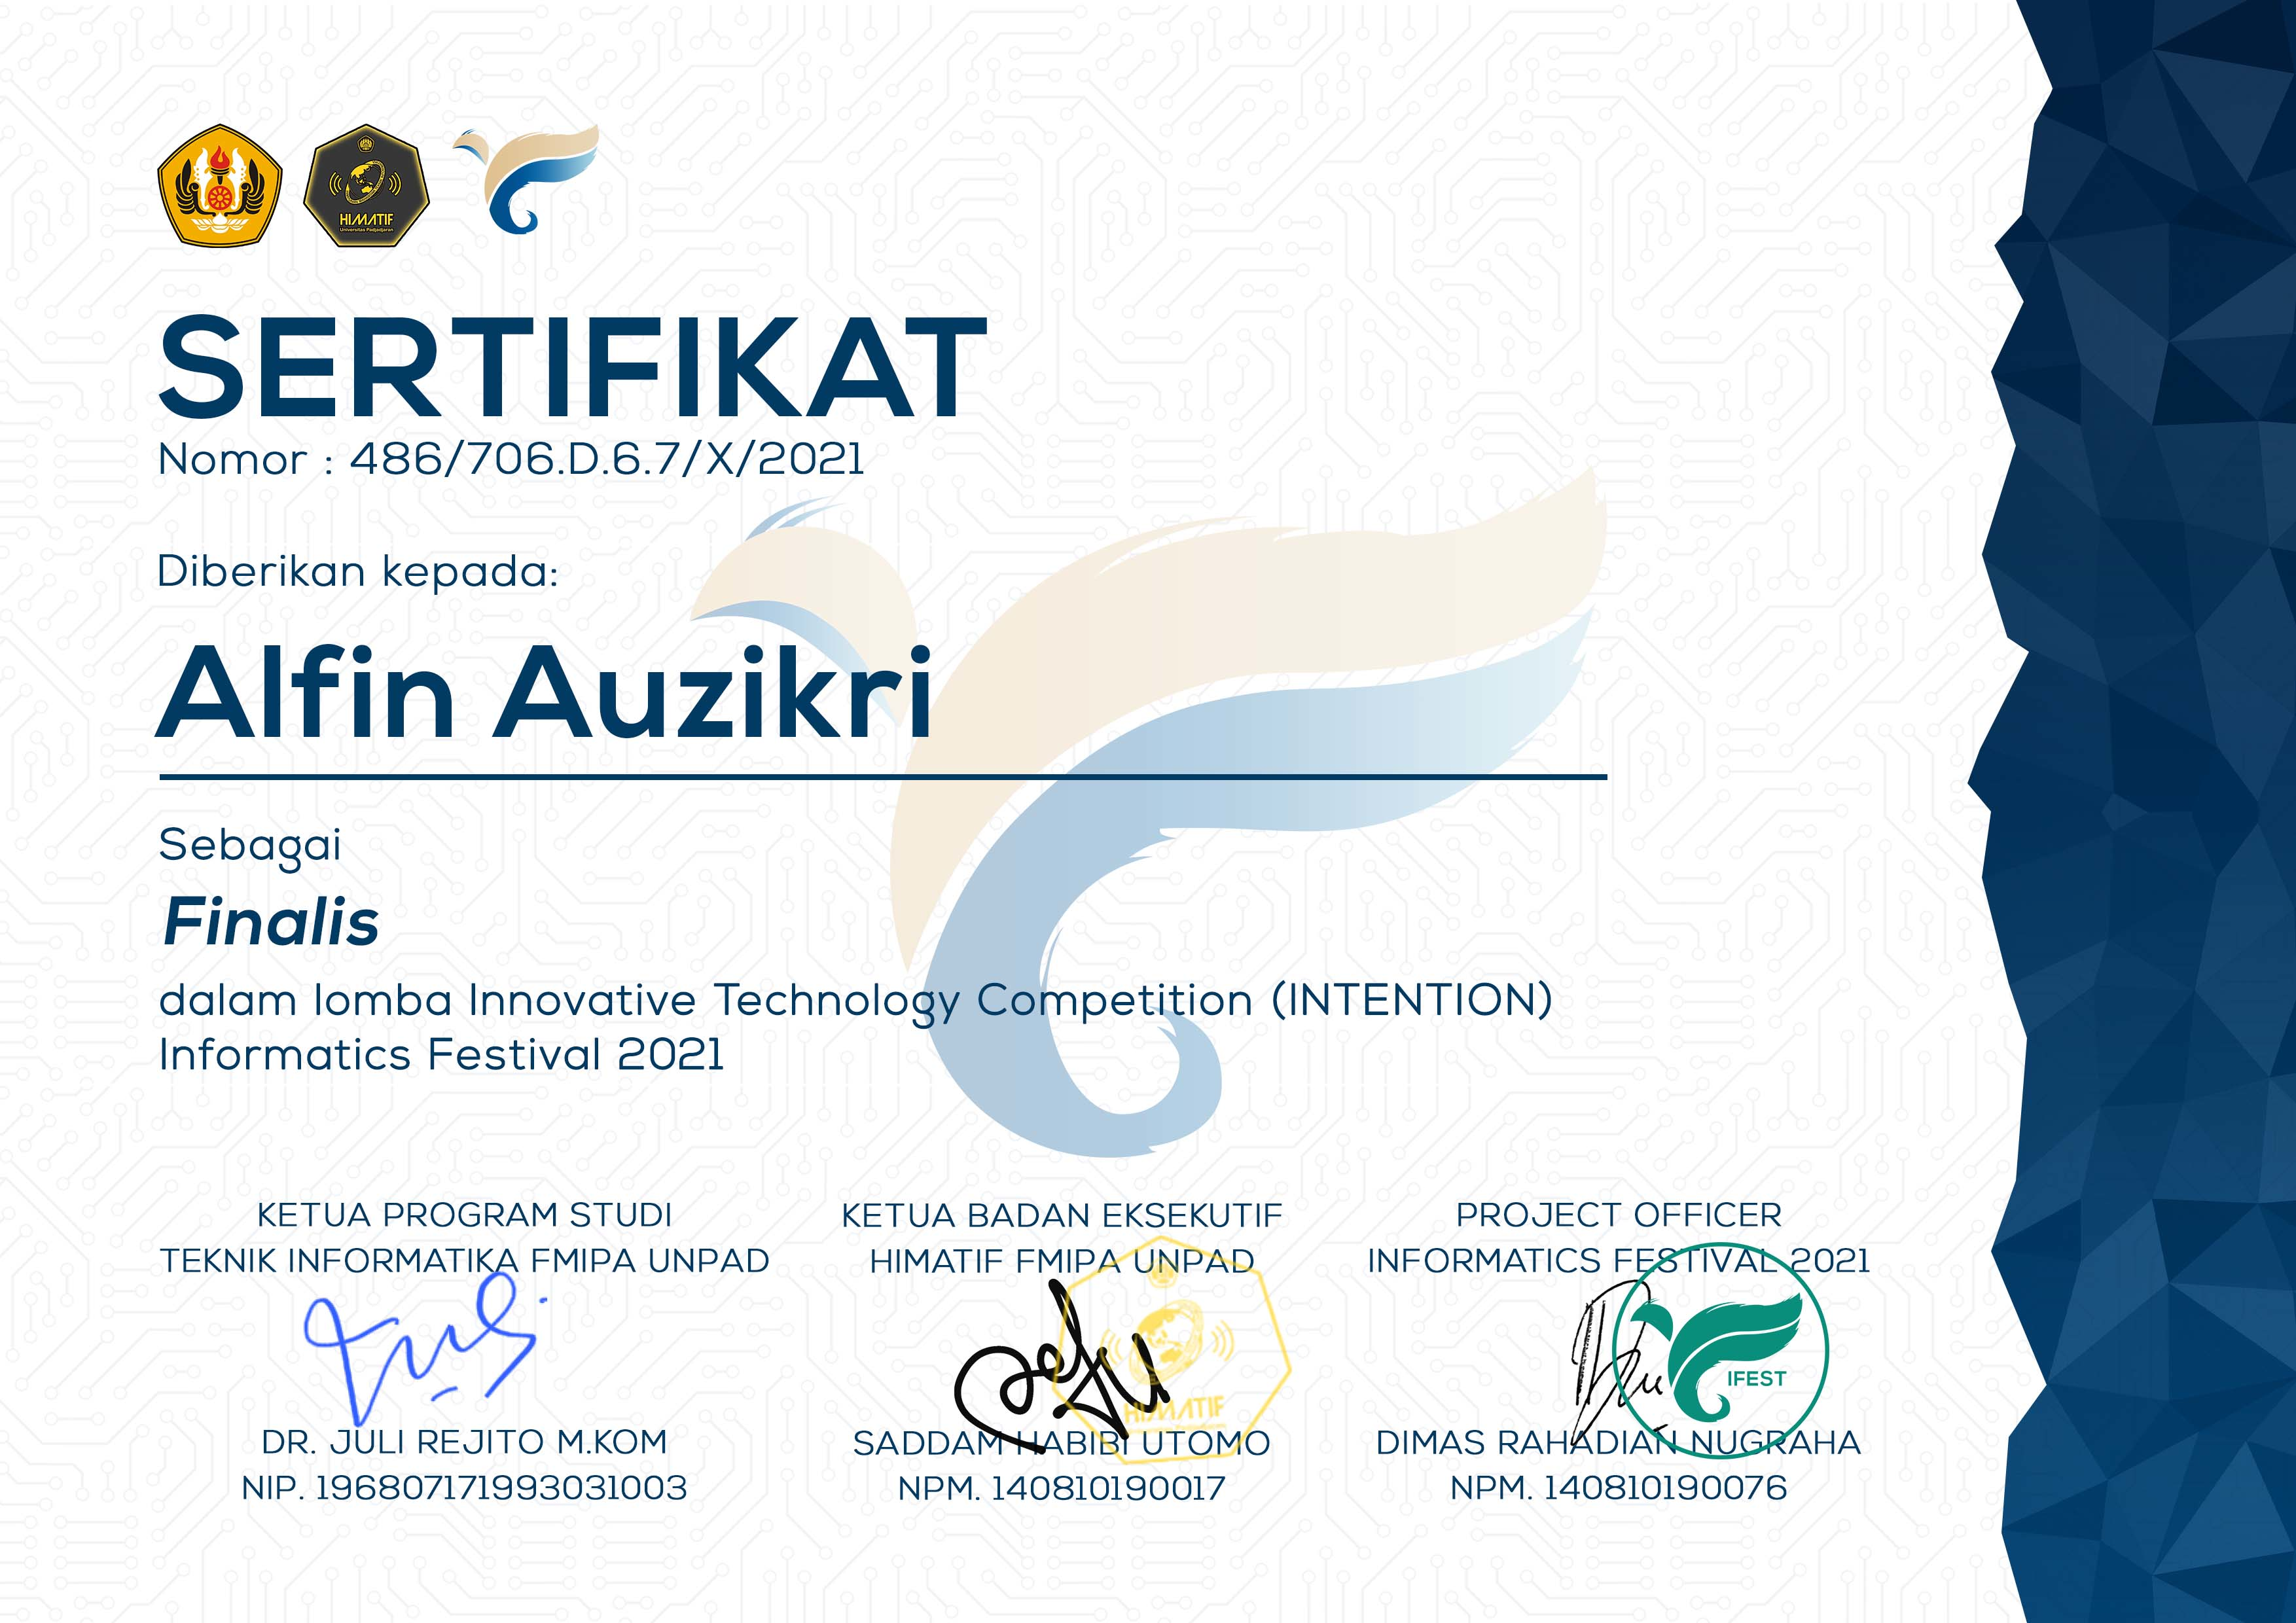 HIMATIF
Universitas Padjadjaran
SERTIFIKAT
Nomor : 486/706.D.6.7/X/2021
Diberikan kepada:
Alfin Auzikri
Sebagai
Finalis
dalam lomba Innovative Technology Competition (INTENTION)
Informatics Festival 2021
KETUA PROGRAM STUDI
TEKNIK INFORMATIKA FMIPA UNPAD
DR. JULI REJITO M.KOM
NIP. 196807171993031003
KETUA BADAN EKSEKUTIF
HIMATIF FMIPA UNPAD
HIMATIF
SADDAM HABIBI UTOMO
NPM. 140810190017
PROJECT OFFICER
INFORMATICS FESTIVAL 2021
IFEST
DIMAS RAHADIAN NUGRAHA
NPM. 140810190076